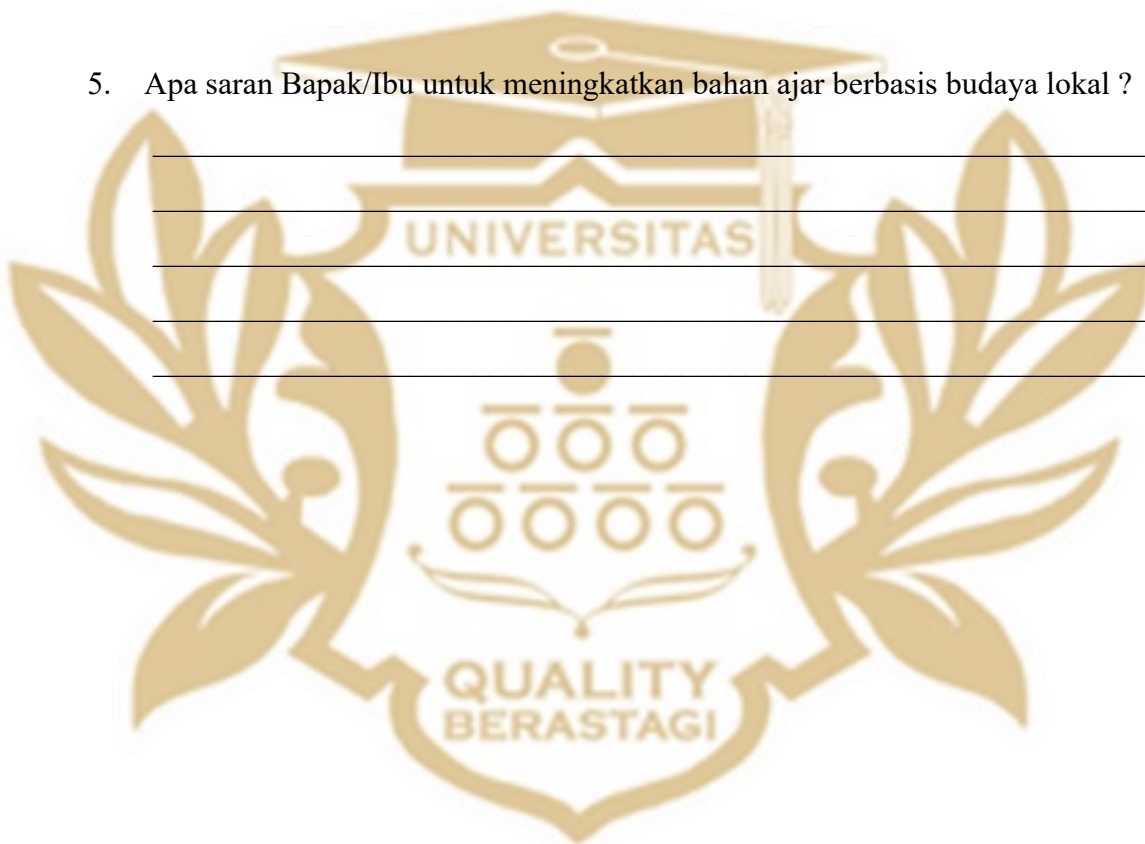 5. Apa saran Bapak/Ibu untuk meningkatkan bahan ajar berbasis budaya lokal ?
UNIVERSITAS
QUALITY
BERASTAGI